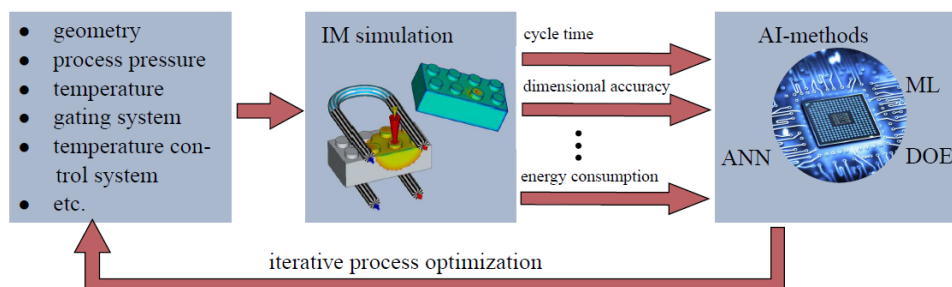 ● geometry
● process pressure
● temperature
● gating system
● temperature con-
trol system
● etc.
IM simulation
cycle time
dimensional accuracy
energy consumption
AI-methods
ML
ANN
DOE
iterative process optimization